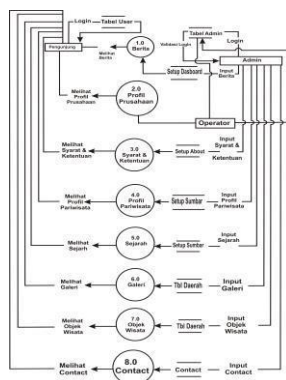 Login
Tabel User
Pengunjung
Melihat
Berita
1.0
Berita
Tabel Admin
Login
Validasi Login
Admin
Setup Dasboard
Input
Berita
Melihat
Profil
Prusahaan
2.0
Profil
Prusahaan
Operator
Melihat
Syarat &
Ketentuan
3.0
Syarat &
Ketentuan
Setup About
Input
Syarat &
Ketentuan
Melihat
Profil
Pariwisata
4.0
Profil
Pariwisata
Setup Sumbar
Input
Profil
Pariwisata
Melihat
Sejarh
5.0
Sejarah
Setup Sumbar
Input
Sejarah
Melihat
Galeri
6.0
Galeri
Tbl Daerah
Input
Galeri
Melihat
Objek
Wisata
7.0
Objek
Wisata
Tbl Daerah
Input
Objek
Wisata
Melihat
Contact
8.0
Contact
Contact
Input
Contact